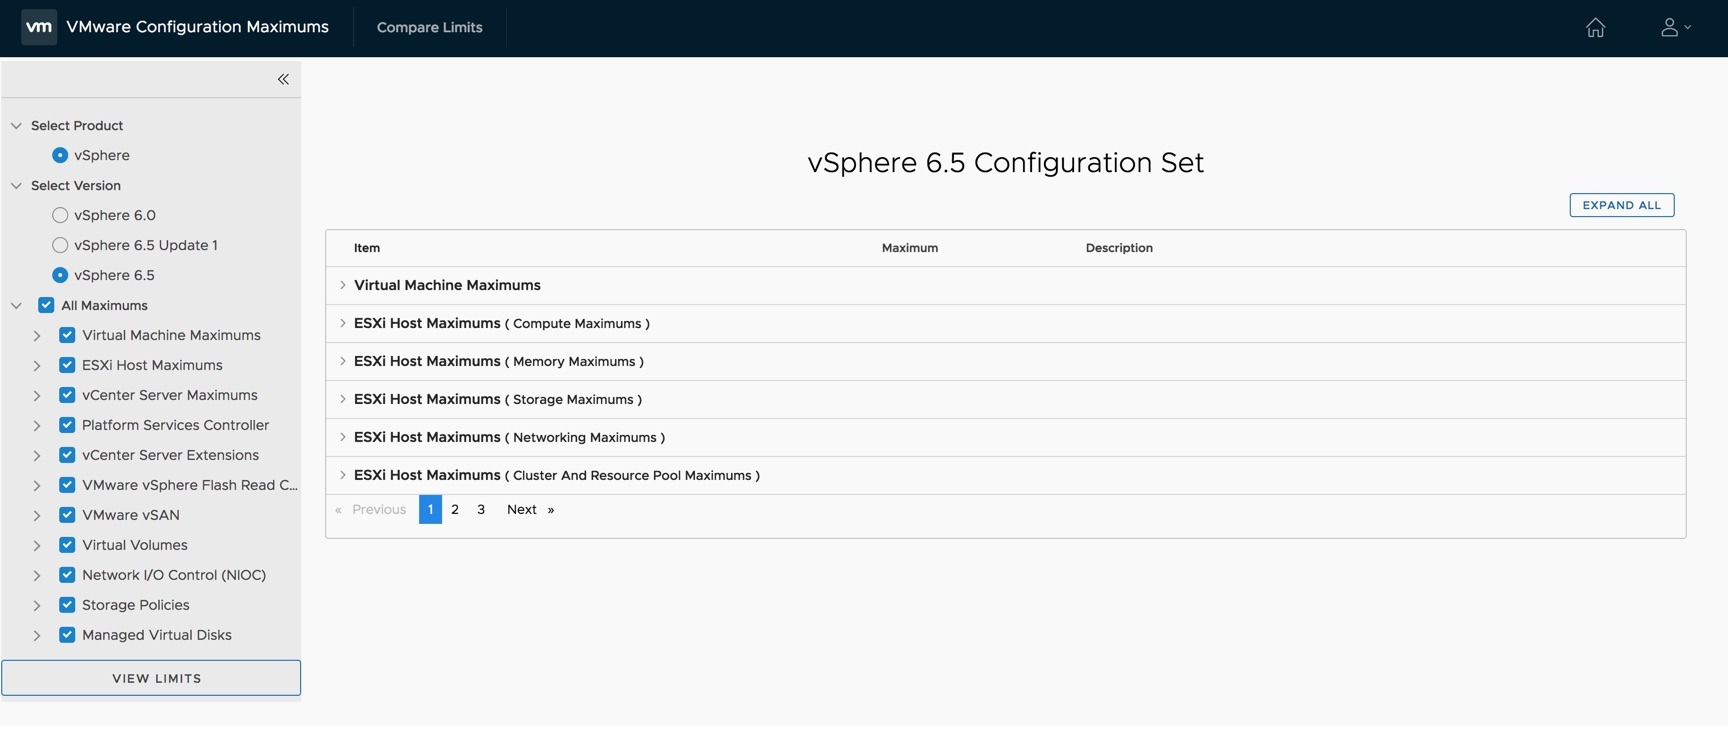 vm VMware Configuration Maximums Compare Limits
Select Product
vSphere
Select Version
vSphere 6.0
vSphere 6.5 Update 1
vSphere 6.5
All Maximums
Virtual Machine Maximums
ESXi Host Maximums
vCenter Server Maximums
Platform Services Controller
vCenter Server Extensions
VMware vSphere Flash Read C...
VMware vSAN
Virtual Volumes
Network I/O Control (NIOC)
Storage Policies
Managed Virtual Disks
VIEW LIMITS
vSphere 6.5 Configuration Set
EXPAND ALL
Item Maximum Description
Virtual Machine Maximums
ESXi Host Maximums ( Compute Maximums )
ESXi Host Maximums ( Memory Maximums )
ESXi Host Maximums ( Storage Maximums )
ESXi Host Maximums ( Networking Maximums )
ESXi Host Maximums ( Cluster And Resource Pool Maximums )
« Previous 1 2 3 Next »